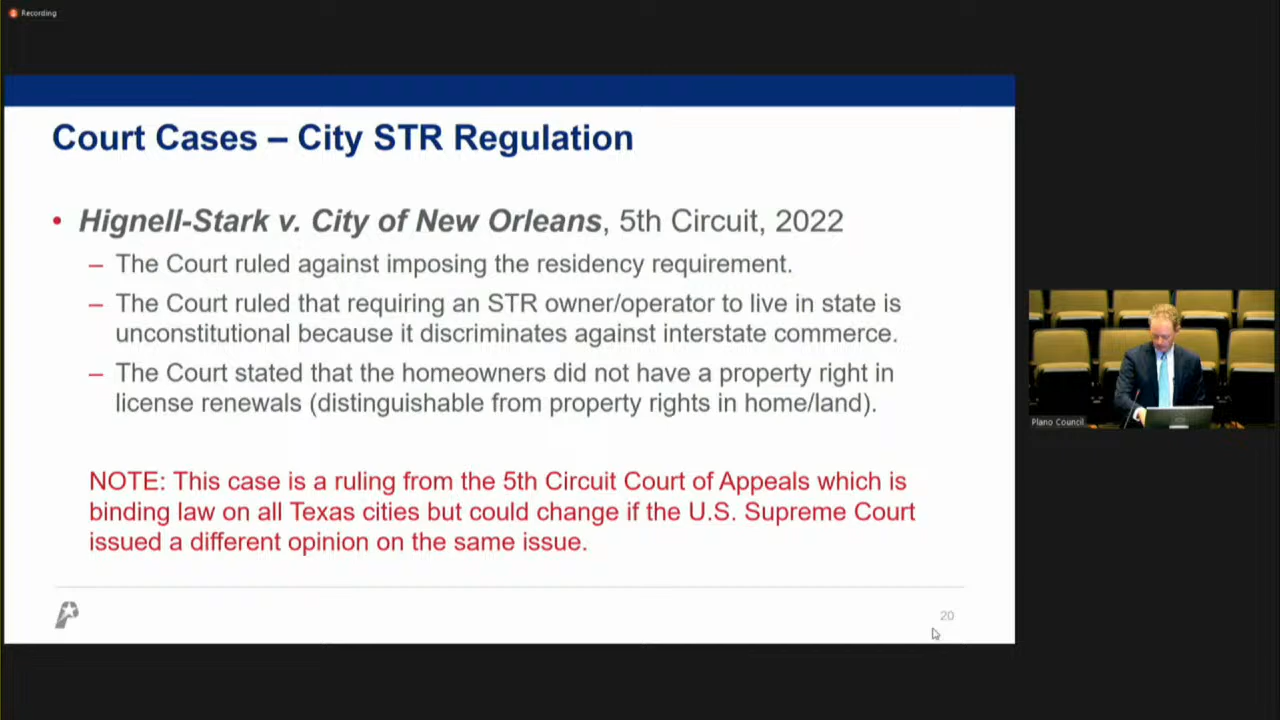 Recording
Court Cases – City STR Regulation
• Hignell-Stark v. City of New Orleans, 5th Circuit, 2022
– The Court ruled against imposing the residency requirement.
– The Court ruled that requiring an STR owner/operator to live in state is
unconstitutional because it discriminates against interstate commerce.
– The Court stated that the homeowners did not have a property right in
license renewals (distinguishable from property rights in home/land).
Plano Council
NOTE: This case is a ruling from the 5th Circuit Court of Appeals which is
binding law on all Texas cities but could change if the U.S. Supreme Court
issued a different opinion on the same issue.
20